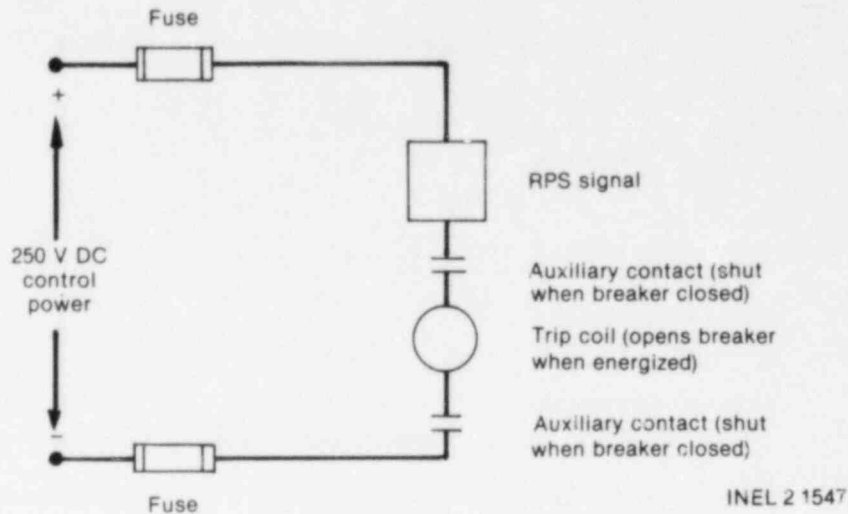 Fuse
+
RPS signal
250 V DC
control
power
Auxiliary contact (shut
when breaker closed)
Trip coil (opens breaker
when energized)
Auxiliary contact (shut
when breaker closed)
−
Fuse
INEL 2 1547